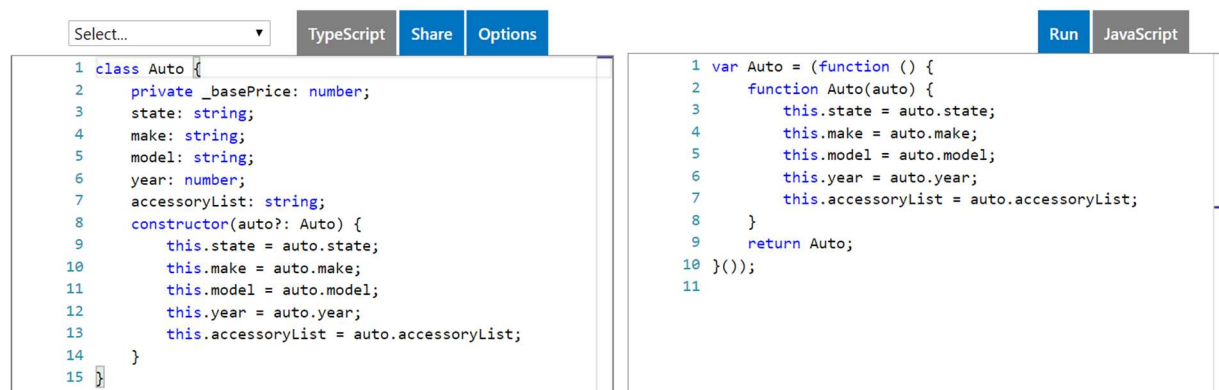 Select... TypeScript Share Options Run JavaScript
1 class Auto {
2 private _basePrice: number;
3 state: string;
4 make: string;
5 model: string;
6 year: number;
7 accessoryList: string;
8 constructor(auto?: Auto) {
9 this.state = auto.state;
10 this.make = auto.make;
11 this.model = auto.model;
12 this.year = auto.year;
13 this.accessoryList = auto.accessoryList;
14 }
15 }
1 var Auto = (function () {
2 function Auto(auto) {
3 this.state = auto.state;
4 this.make = auto.make;
5 this.model = auto.model;
6 this.year = auto.year;
7 this.accessoryList = auto.accessoryList;
8 }
9 return Auto;
10 }());
11